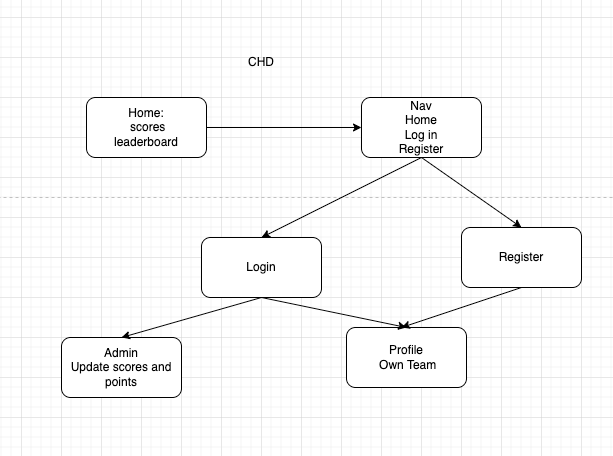 CHD
Home:
scores
leaderboard
Nav
Home
Log in
Register
Login
Register
Admin
Update scores and
points
Profile
Own Team